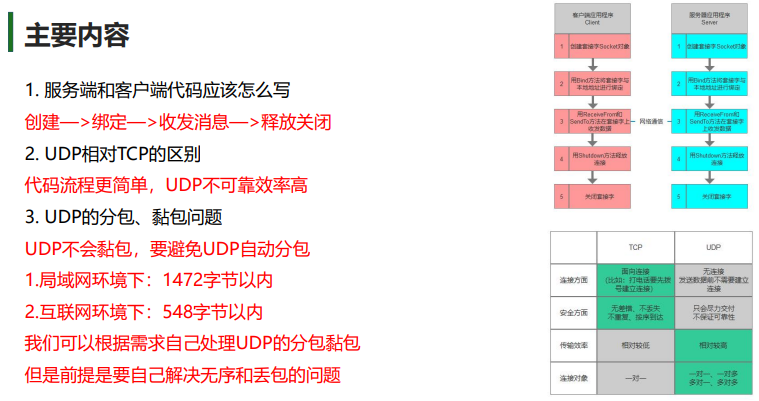 主要内容
1. 服务端和客户端代码应该怎么写
创建—>绑定—>收发消息—>释放关闭
2. UDP相对TCP的区别
代码流程更简单，UDP不可靠效率高
3. UDP的分包、黏包问题
UDP不会黏包，要避免UDP自动分包
1.局域网环境下：1472字节以内
2.互联网环境下：548字节以内
我们可以根据需求自己处理UDP的分包黏包
但是前提是要自己解决无序和丢包的问题
客户端应用程序
Client
1 创建套接字Socket对象
2 用Bind方法将套接字与
本地地址进行绑定
3 用ReceiveFrom和
SendTo方法在套接字上
收发数据
4 用Shutdown方法释放
连接
5 关闭套接字
网络通信
服务器应用程序
Server
1 创建套接字Socket对象
2 用Bind方法将套接字与
本地地址进行绑定
3 用ReceiveFrom和
SendTo方法在套接字上
收发数据
4 用Shutdown方法释放
连接
5 关闭套接字
TCP UDP
连接方面
面向连接
（比如：打电话要先拨
号建立连接）
无连接
发送数据前不需要建立
连接
安全方面
无差错，不丢失
不重复，按序到达
只会尽力交付
不保证可靠性
传输效率 相对较低 相对较高
连接对象 一对一
一对一、一对多
多对一、多对多